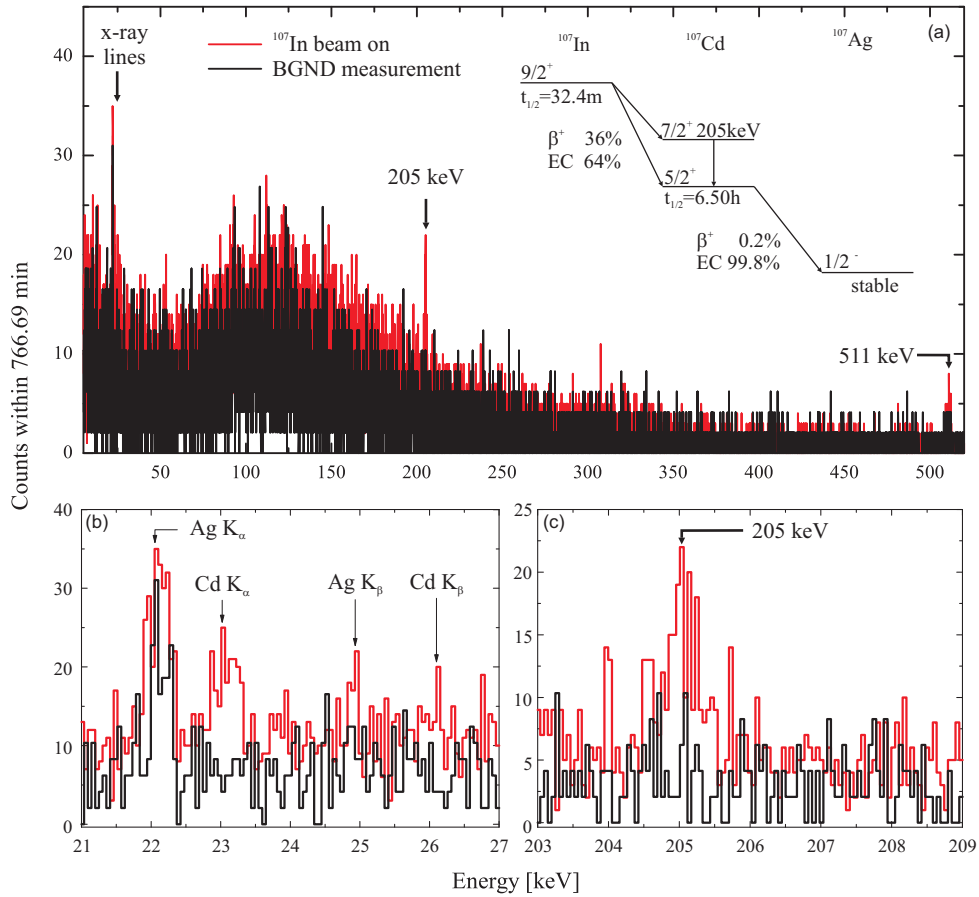 x-ray
lines
¹⁰⁷In beam on
BGND measurement
¹⁰⁷In
¹⁰⁷Cd
¹⁰⁷Ag
(a)
9/2⁺
t₁/₂=32.4m
β⁺ 36%
EC 64%
7/2⁺ 205keV
5/2⁺
t₁/₂=6.50h
β⁺ 0.2%
EC 99.8%
1/2⁻
stable
205 keV
511 keV
Counts within 766.69 min
40
30
20
10
0
50 100 150 200 250 300 350 400 450 500
(b)
Ag Kα
Cd Kα
Ag Kᵦ
Cd Kᵦ
40
30
20
10
0
21 22 23 24 25 26 27
(c)
205 keV
25
20
15
10
5
0
203 204 205 206 207 208 209
Energy [keV]